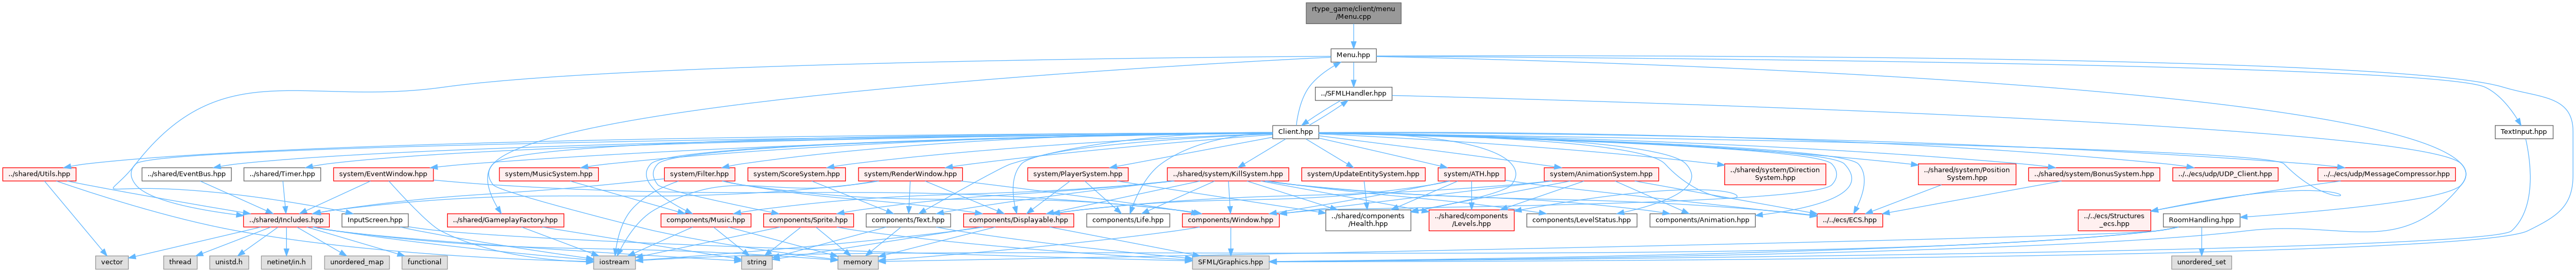 rtype_game/client/menu
/Menu.cpp
Menu.hpp
../SFMLHandler.hpp
Client.hpp
TextInput.hpp
../shared/Utils.hpp
../shared/EventBus.hpp
../shared/Timer.hpp
system/EventWindow.hpp
system/MusicSystem.hpp
system/Filter.hpp
system/ScoreSystem.hpp
system/RenderWindow.hpp
system/PlayerSystem.hpp
../shared/system/KillSystem.hpp
system/UpdateEntitySystem.hpp
system/ATH.hpp
system/AnimationSystem.hpp
../shared/system/Direction
System.hpp
../shared/system/Position
System.hpp
../shared/system/BonusSystem.hpp
../../ecs/udp/UDP_Client.hpp
../../ecs/udp/MessageCompressor.hpp
../shared/Includes.hpp
InputScreen.hpp
../shared/GameplayFactory.hpp
components/Music.hpp
components/Sprite.hpp
components/Text.hpp
components/Displayable.hpp
components/Life.hpp
components/Window.hpp
../shared/components
/Health.hpp
../shared/components
/Levels.hpp
components/LevelStatus.hpp
components/Animation.hpp
../../ecs/ECS.hpp
../../ecs/Structures
_ecs.hpp
RoomHandling.hpp
vector
thread
unistd.h
netinet/in.h
unordered_map
functional
iostream
string
memory
SFML/Graphics.hpp
unordered_set